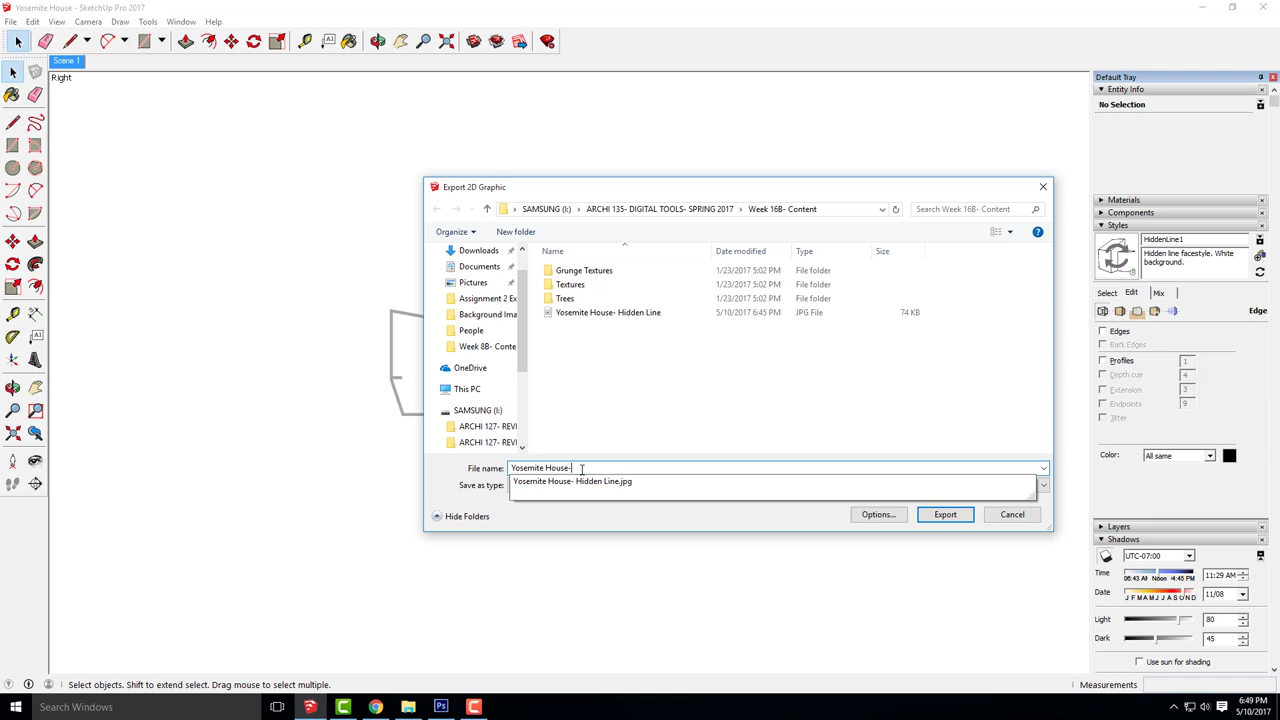 Yosemite House - SketchUp Pro 2017
File Edit View Camera Draw Tools Window Help
Scene 1
Right
Export 2D Graphic
SAMSUNG (I:) ARCHI 135- DIGITAL TOOLS- SPRING 2017 Week 16B- Content
Search Week 16B- Content
Organize New folder
Name Date modified Type Size
Downloads
Documents
Pictures
Assignment 2 Ex
Background Ima
People
Week 8B- Conte
OneDrive
This PC
SAMSUNG (I:)
ARCHI 127- REVI
ARCHI 127- REVI
Grunge Textures 1/23/2017 5:02 PM File folder
Textures 1/23/2017 5:02 PM File folder
Trees 1/23/2017 5:02 PM File folder
Yosemite House- Hidden Line 5/10/2017 6:45 PM JPG File 74 KB
File name: Yosemite House-
Yosemite House- Hidden Line.jpg
Save as type:
Hide Folders
Options... Export Cancel
Default Tray
Entity Info
No Selection
Materials
Components
Styles
HiddenLine1
Hidden line facestyle. White
background.
Select Edit Mix
Edge
Edges
Back Edges
Profiles 1
Depth cue 4
Extension 3
Endpoints 9
Jitter
Color: All same
Layers
Shadows
UTC-07:00
Time 06:43 AM Noon 4:45 PM 11:29 AM
Date J F M A M J J A S O N D 11/08
Light 80
Dark 45
Use sun for shading
Select objects. Shift to extend select. Drag mouse to select multiple.
Measurements
Search Windows
6:49 PM
5/10/2017